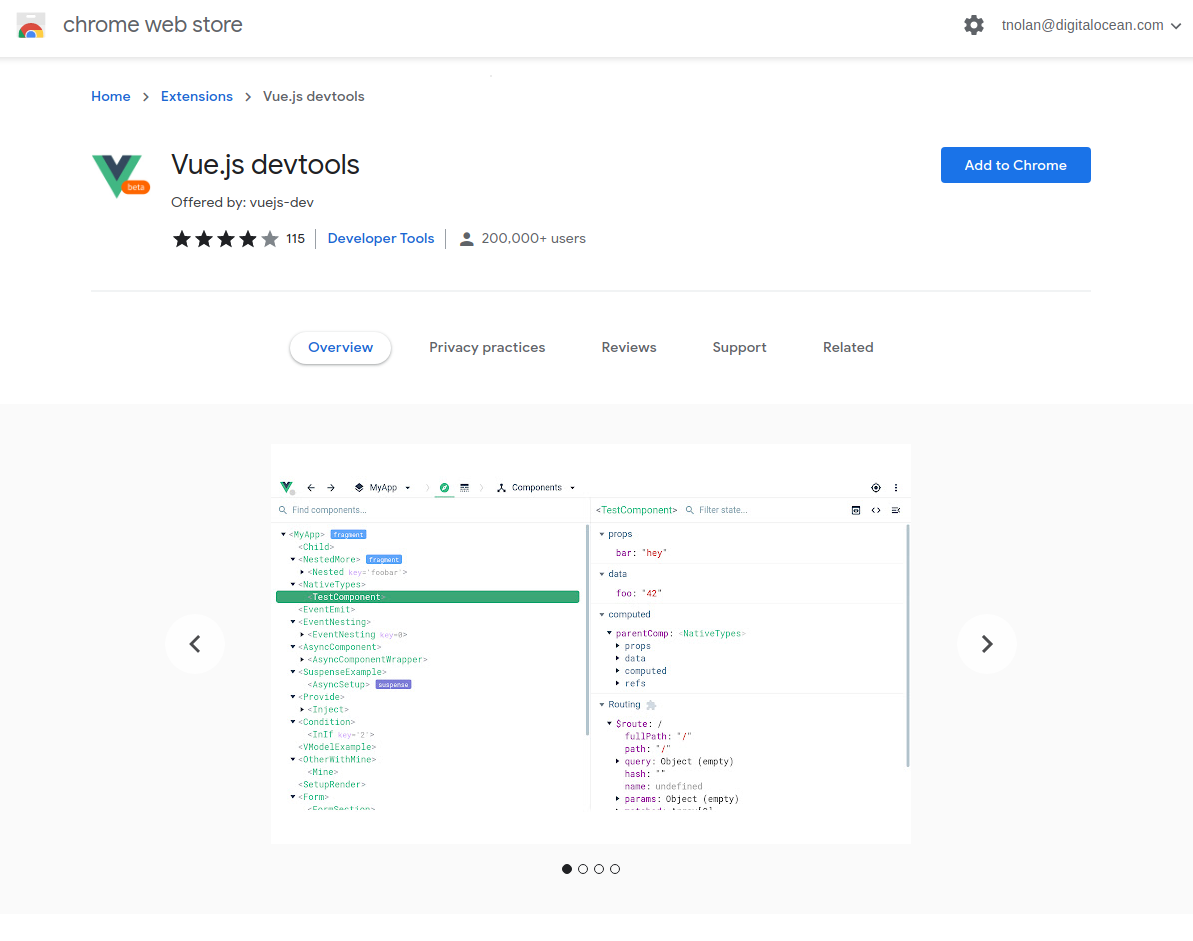 chrome web store
tnolan@digitalocean.com
Home > Extensions > Vue.js devtools
Vue.js devtools
beta
Add to Chrome
Offered by: vuejs-dev
115 Developer Tools 200,000+ users
Overview Privacy practices Reviews Support Related
MyApp Components
Find components...
<TestComponent> Filter state...
<MyApp> fragment
<Child>
<NestedMore> fragment
<Nested key='foobar'>
<NativeTypes>
<TestComponent>
<EventEmit>
<EventNesting>
<EventNesting key=0>
<AsyncComponent>
<AsyncComponentWrapper>
<SuspenseExample>
<AsyncSetup> suspense
<Provide>
<Inject>
<Condition>
<InIf key='2'>
<VModelExample>
<OtherWithMine>
<Mine>
<SetupRender>
<Form>
<FormSection>
props
bar: "hey"
data
foo: "42"
computed
parentComp: <NativeTypes>
props
data
computed
refs
Routing
$route: /
fullPath: "/"
path: "/"
query: Object (empty)
hash: ""
name: undefined
params: Object (empty)